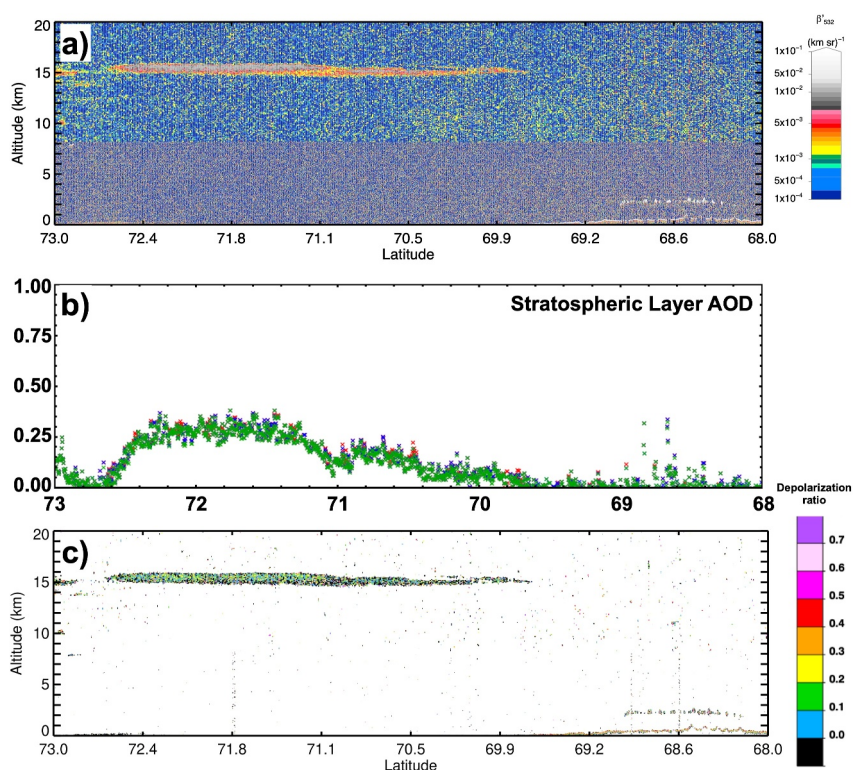 a)
20
15
10
5
0
Altitude (km)
73.0 72.4 71.8 71.1 70.5 69.9 69.2 68.6 68.0
Latitude
β'532
(km sr)⁻¹
1x10⁻¹
5x10⁻²
1x10⁻²
5x10⁻³
1x10⁻³
5x10⁻⁴
1x10⁻⁴
b)
Stratospheric Layer AOD
1.00
0.75
0.50
0.25
0.00
73 72 71 70 69 68
c)
20
15
10
5
0
Altitude (km)
73.0 72.4 71.8 71.1 70.5 69.9 69.2 68.6 68.0
Latitude
Depolarization
ratio
0.7
0.6
0.5
0.4
0.3
0.2
0.1
0.0